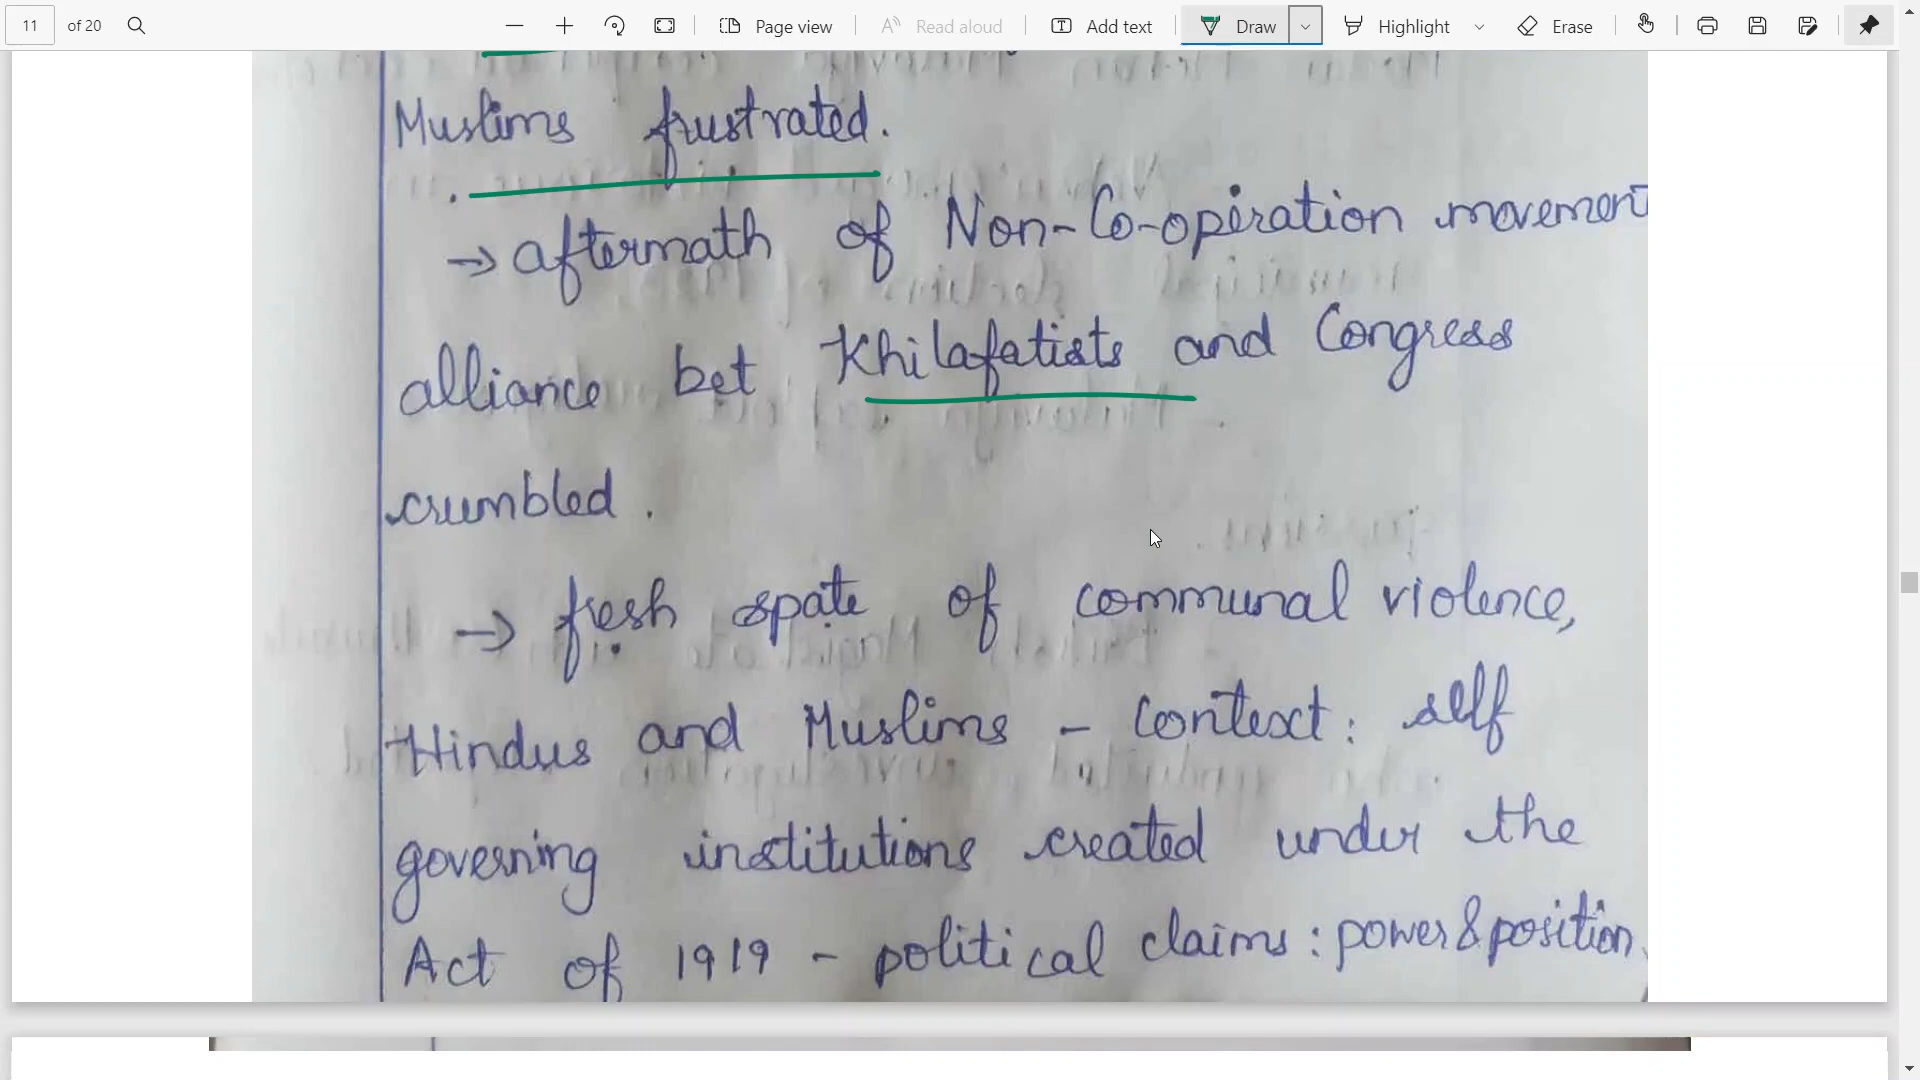 11 of 20 Page view Read aloud Add text Draw Highlight Erase
Muslims frustrated.
→ aftermath of Non-Co-operation movement
alliance bet Khilafatists and Congress
crumbled.
→ fresh spate of communal violence,
Hindus and Muslims - Context: self
governing institutions created under the
Act of 1919 - political claims: power & position